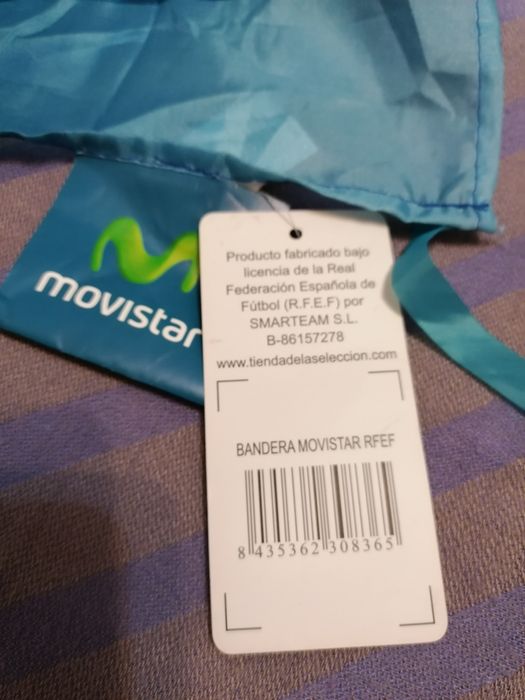 movistar
Producto fabricado bajo
licencia de la Real
Federación Española de
Fútbol (R.F.E.F) por
SMARTEAM S.L.
B-86157278
www.tiendadelaseleccion.com
BANDERA MOVISTAR RFEF
8 435362 308365